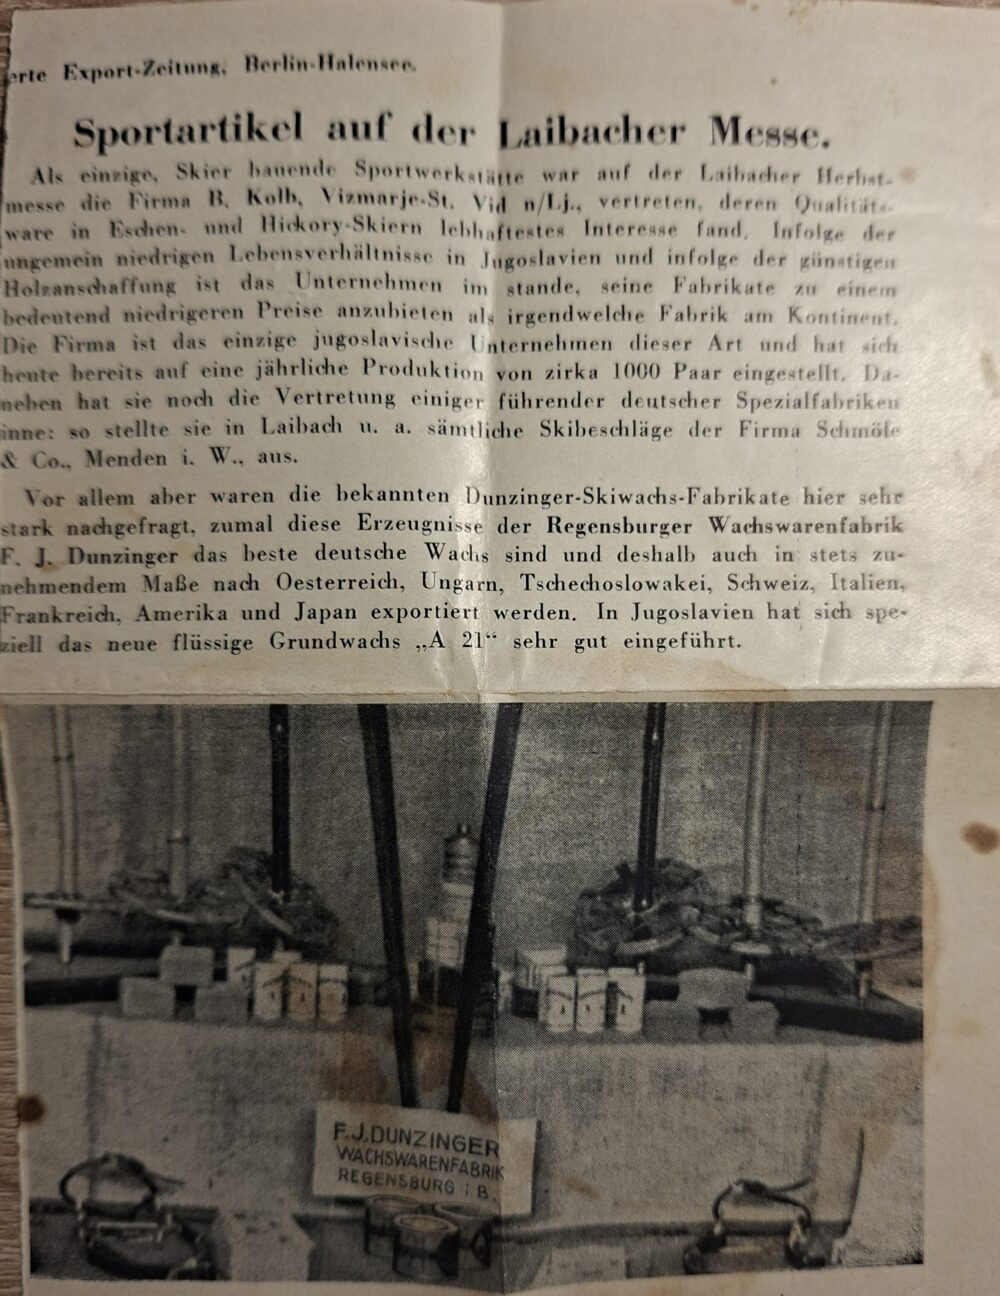 erte Export-Zeitung, Berlin-Halensee.
Sportartikel auf der Laibacher Messe.
Als einzige, Skier bauende Sportwerkstätte war auf der Laibacher Herbst-
messe die Firma R. Kolb, Vizmarje-St. Vid n/Lj., vertreten, deren Qualitäts-
ware in Eschen- und Hickory-Skiern lebhaftestes Interesse fand. Infolge der
ungemein niedrigen Lebensverhältnisse in Jugoslavien und infolge der günstigen
Holzanschaffung ist das Unternehmen im stande, seine Fabrikate zu einem
bedeutend niedrigeren Preise anzubieten als irgendwelche Fabrik am Kontinent.
Die Firma ist das einzige jugoslavische Unternehmen dieser Art und hat sich
heute bereits auf eine jährliche Produktion von zirka 1000 Paar eingestellt. Da-
neben hat sie noch die Vertretung einiger führender deutscher Spezialfabriken
inne: so stellte sie in Laibach u. a. sämtliche Skibeschläge der Firma Schmöle
& Co., Menden i. W., aus.
Vor allem aber waren die bekannten Dunzinger-Skiwachs-Fabrikate hier sehr
stark nachgefragt, zumal diese Erzeugnisse der Regensburger Wachswarenfabrik
F. J. Dunzinger das beste deutsche Wachs sind und deshalb auch in stets zu-
nehmendem Maße nach Oesterreich, Ungarn, Tschechoslowakei, Schweiz, Italien,
Frankreich, Amerika und Japan exportiert werden. In Jugoslavien hat sich spe-
ziell das neue flüssige Grundwachs „A 21“ sehr gut eingeführt.
F.J.DUNZINGER
WACHSWARENFABRIK
REGENSBURG i B.